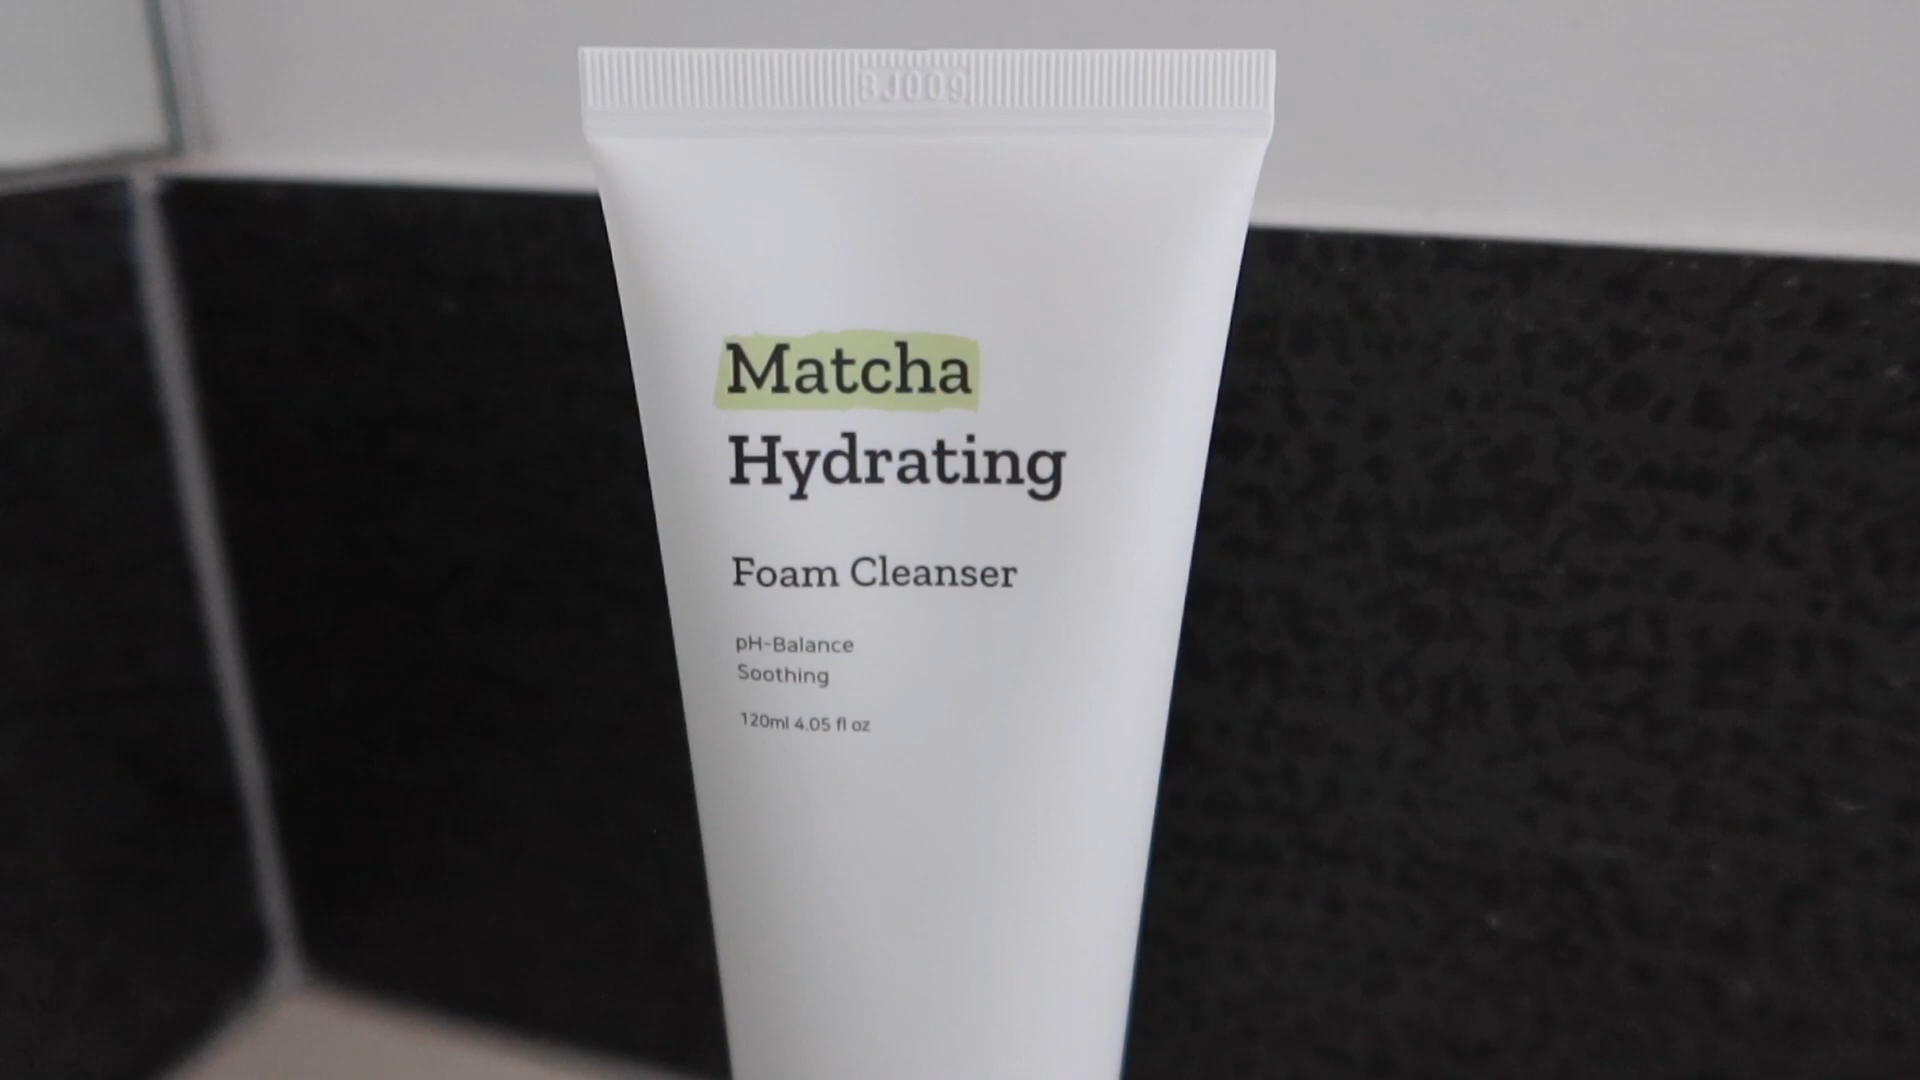 BJ009
Matcha
Hydrating
Foam Cleanser
pH-Balance
Soothing
120ml 4.05 fl oz